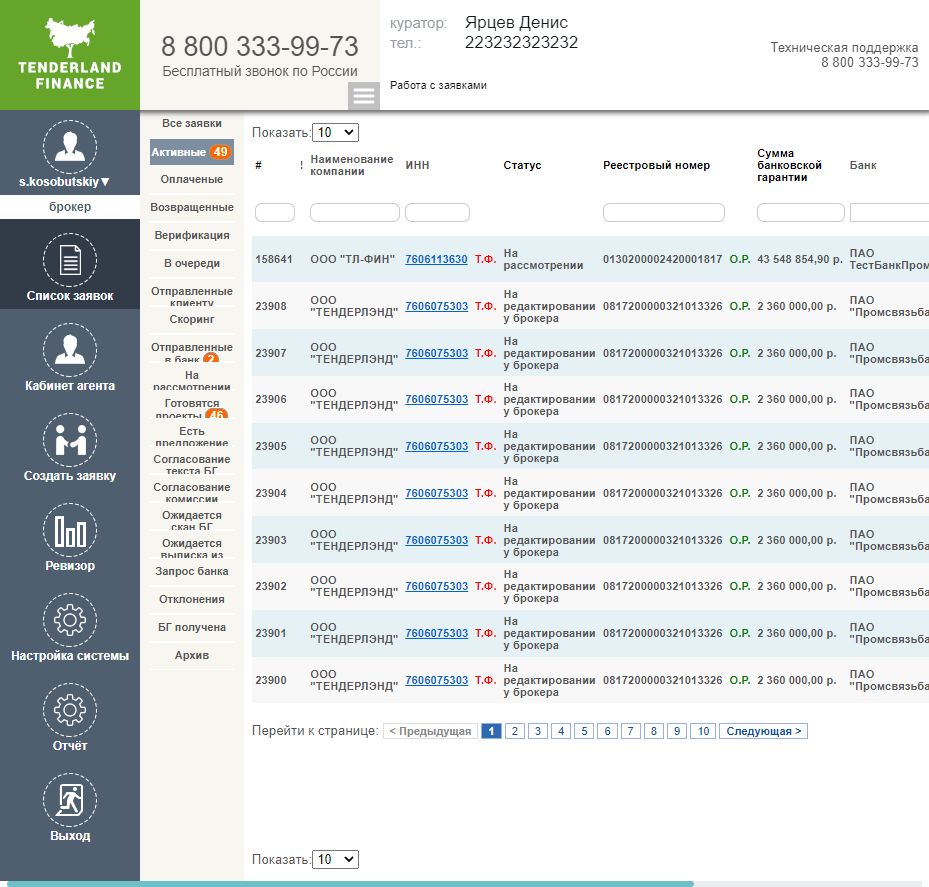 TENDERLAND
FINANCE
8 800 333-99-73
Бесплатный звонок по России
куратор: Ярцев Денис
тел.: 223232323232
Работа с заявками
Техническая поддержка
8 800 333-99-73
s.kosobutskiy▼
брокер
Список заявок
Кабинет агента
Создать заявку
Ревизор
Настройка системы
Отчёт
Выход
Все заявки
Активные 49
Оплаченые
Возвращенные
Верификация
В очереди
Отправленные
клиенту
Скоринг
Отправленные
в банк 2
На
рассмотрении
Готовятся
проекты 46
Есть
предложение
Согласование
текста БГ
Согласование
комиссии
Ожидается
скан БГ
Ожидается
выписка из
Запрос банка
Отклонения
БГ получена
Архив
Показать: 10
# ! Наименование
компании ИНН Статус Реестровый номер Сумма
банковской
гарантии Банк
158641 ООО "ТЛ-ФИН" 7606113630 Т.Ф. На
рассмотрении 0130200002420001817 О.Р. 43 548 854,90 р. ПАО
ТестБанкПром
23908 ООО
"ТЕНДЕРЛЭНД" 7606075303 Т.Ф. На
редактировании
у брокера 0817200000321013326 О.Р. 2 360 000,00 р. ПАО
"Промсвязьба
23907 ООО
"ТЕНДЕРЛЭНД" 7606075303 Т.Ф. На
редактировании
у брокера 0817200000321013326 О.Р. 2 360 000,00 р. ПАО
"Промсвязьба
23906 ООО
"ТЕНДЕРЛЭНД" 7606075303 Т.Ф. На
редактировании
у брокера 0817200000321013326 О.Р. 2 360 000,00 р. ПАО
"Промсвязьба
23905 ООО
"ТЕНДЕРЛЭНД" 7606075303 Т.Ф. На
редактировании
у брокера 0817200000321013326 О.Р. 2 360 000,00 р. ПАО
"Промсвязьба
23904 ООО
"ТЕНДЕРЛЭНД" 7606075303 Т.Ф. На
редактировании
у брокера 0817200000321013326 О.Р. 2 360 000,00 р. ПАО
"Промсвязьба
23903 ООО
"ТЕНДЕРЛЭНД" 7606075303 Т.Ф. На
редактировании
у брокера 0817200000321013326 О.Р. 2 360 000,00 р. ПАО
"Промсвязьба
23902 ООО
"ТЕНДЕРЛЭНД" 7606075303 Т.Ф. На
редактировании
у брокера 0817200000321013326 О.Р. 2 360 000,00 р. ПАО
"Промсвязьба
23901 ООО
"ТЕНДЕРЛЭНД" 7606075303 Т.Ф. На
редактировании
у брокера 0817200000321013326 О.Р. 2 360 000,00 р. ПАО
"Промсвязьба
23900 ООО
"ТЕНДЕРЛЭНД" 7606075303 Т.Ф. На
редактировании
у брокера 0817200000321013326 О.Р. 2 360 000,00 р. ПАО
"Промсвязьба
Перейти к странице: < Предыдущая 1 2 3 4 5 6 7 8 9 10 Следующая >
Показать: 10